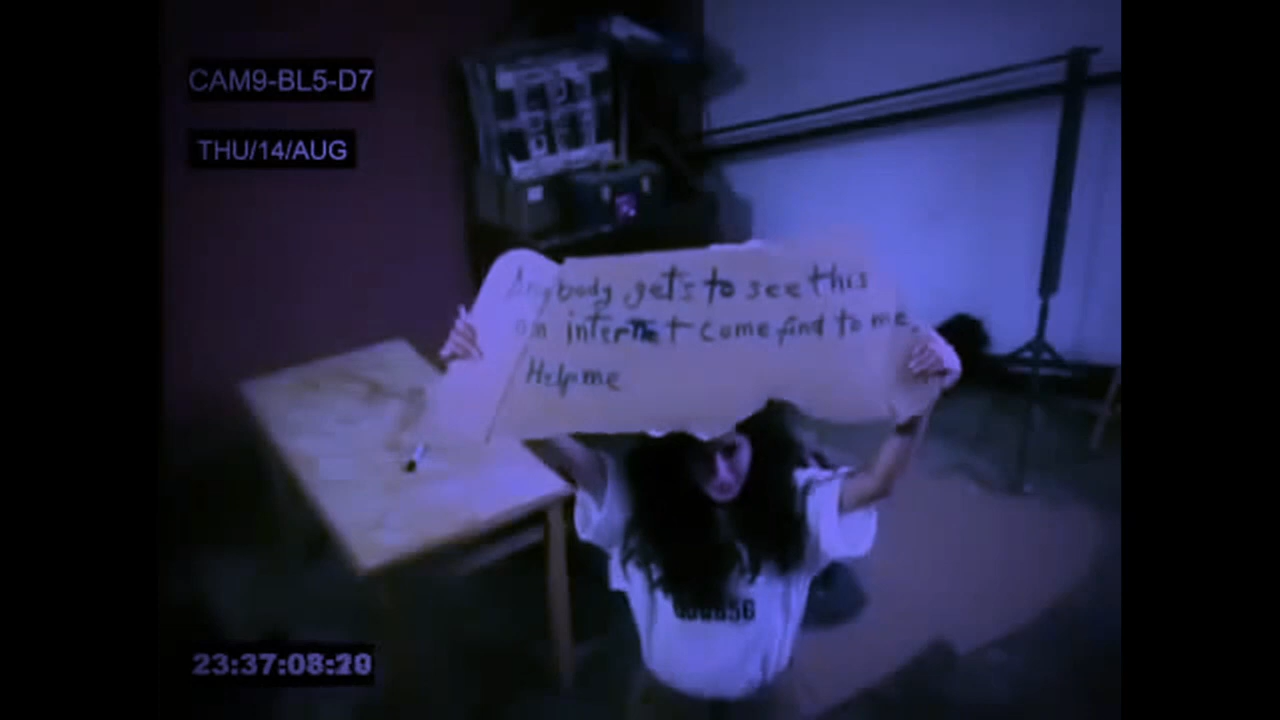 CAM9-BL5-D7
THU/14/AUG
Anybody gets to see this
on internet come find to me.
Help me
23:37:08:20